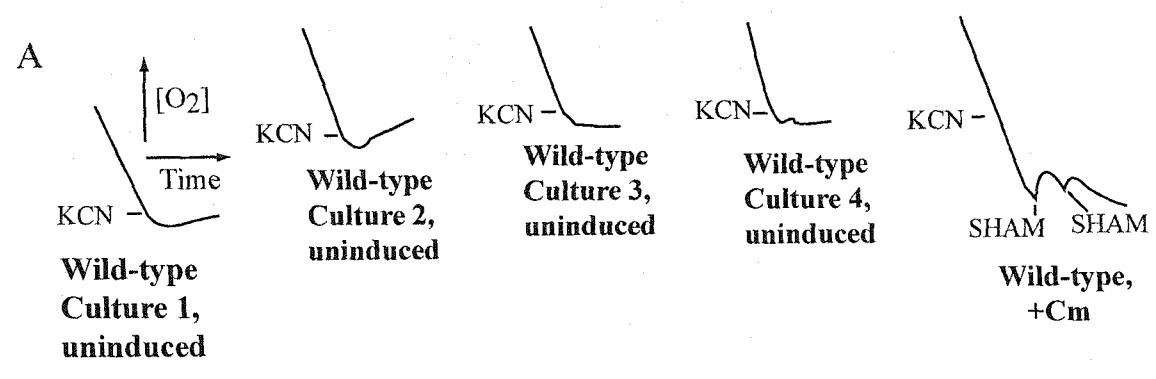 A
[O2]
Time
KCN
Wild-type
Culture 1,
uninduced
KCN
Wild-type
Culture 2,
uninduced
KCN
Wild-type
Culture 3,
uninduced
KCN
Wild-type
Culture 4,
uninduced
KCN
SHAM SHAM
Wild-type,
+Cm